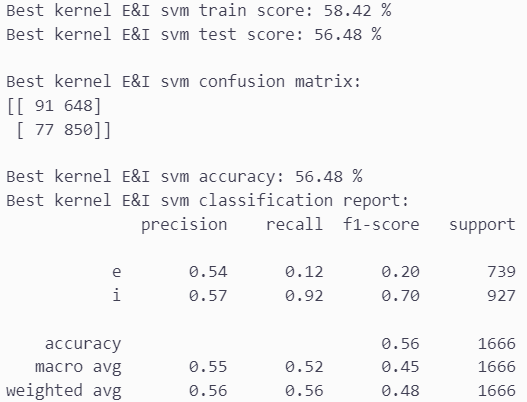 Best kernel E&I svm train score: 58.42 %
Best kernel E&I svm test score: 56.48 %
Best kernel E&I svm confusion matrix:
[[ 91 648]
[ 77 850]]
Best kernel E&I svm accuracy: 56.48 %
Best kernel E&I svm classification report:
precision recall f1-score support
e 0.54 0.12 0.20 739
i 0.57 0.92 0.70 927
accuracy 0.56 1666
macro avg 0.55 0.52 0.45 1666
weighted avg 0.56 0.56 0.48 1666